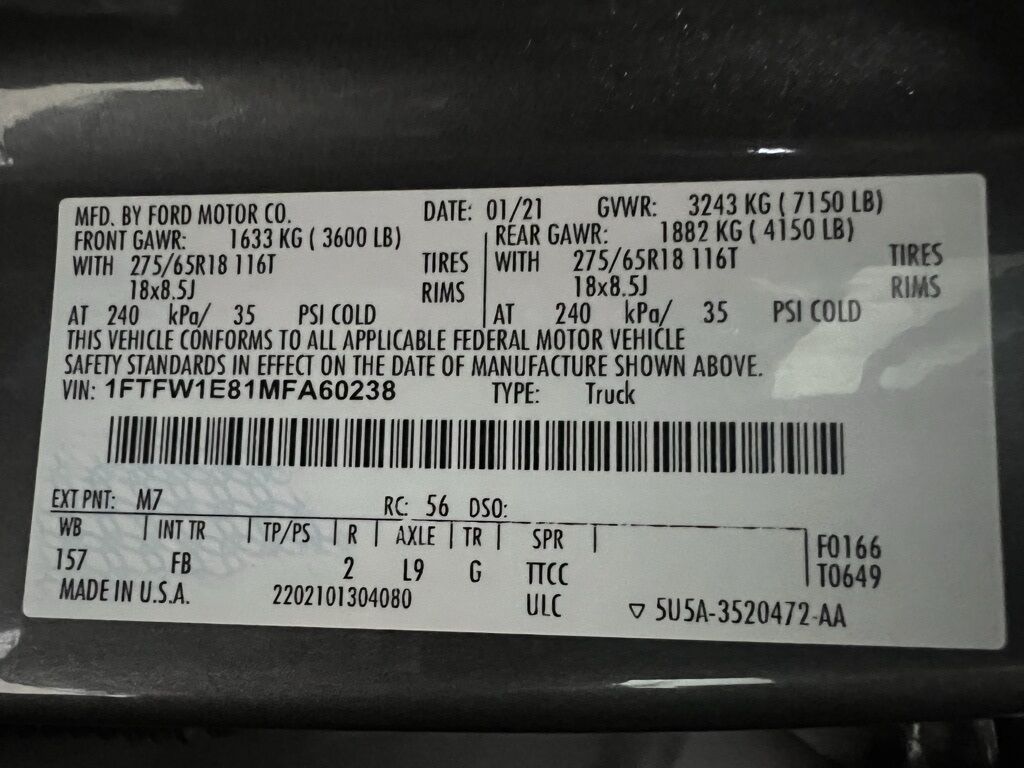 MFD. BY FORD MOTOR CO. DATE: 01/21 GVWR: 3243 KG ( 7150 LB)
FRONT GAWR: 1633 KG ( 3600 LB) REAR GAWR: 1882 KG ( 4150 LB)
WITH 275/65R18 116T TIRES WITH 275/65R18 116T TIRES
18x8.5J RIMS 18x8.5J RIMS
AT 240 kPa/ 35 PSI COLD AT 240 kPa/ 35 PSI COLD
THIS VEHICLE CONFORMS TO ALL APPLICABLE FEDERAL MOTOR VEHICLE
SAFETY STANDARDS IN EFFECT ON THE DATE OF MANUFACTURE SHOWN ABOVE.
VIN: 1FTFW1E81MFA60238 TYPE: Truck
EXT PNT: M7 RC: 56 DSO:
WB INT TR TP/PS R AXLE TR SPR
157 FB 2 L9 G TTCC
F0166
T0649
MADE IN U.S.A. 2202101304080 ULC ▽ 5U5A-3520472-AA